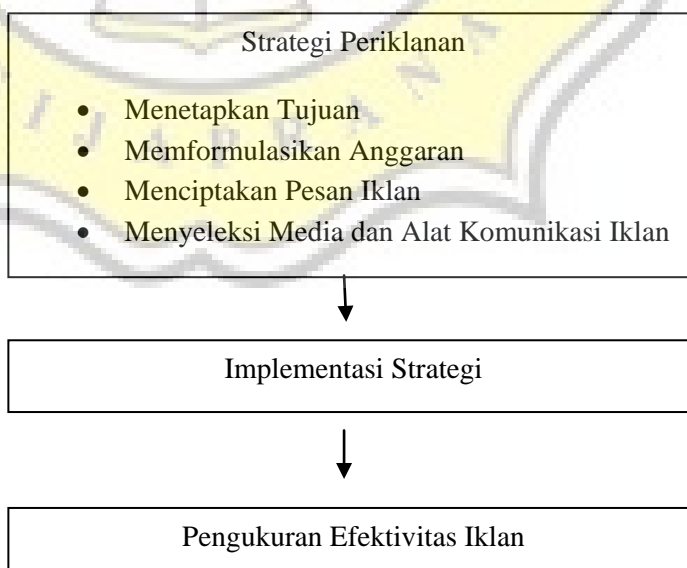 Strategi Periklanan
• Menetapkan Tujuan
• Memformulasikan Anggaran
• Menciptakan Pesan Iklan
• Menyeleksi Media dan Alat Komunikasi Iklan
Implementasi Strategi
Pengukuran Efektivitas Iklan